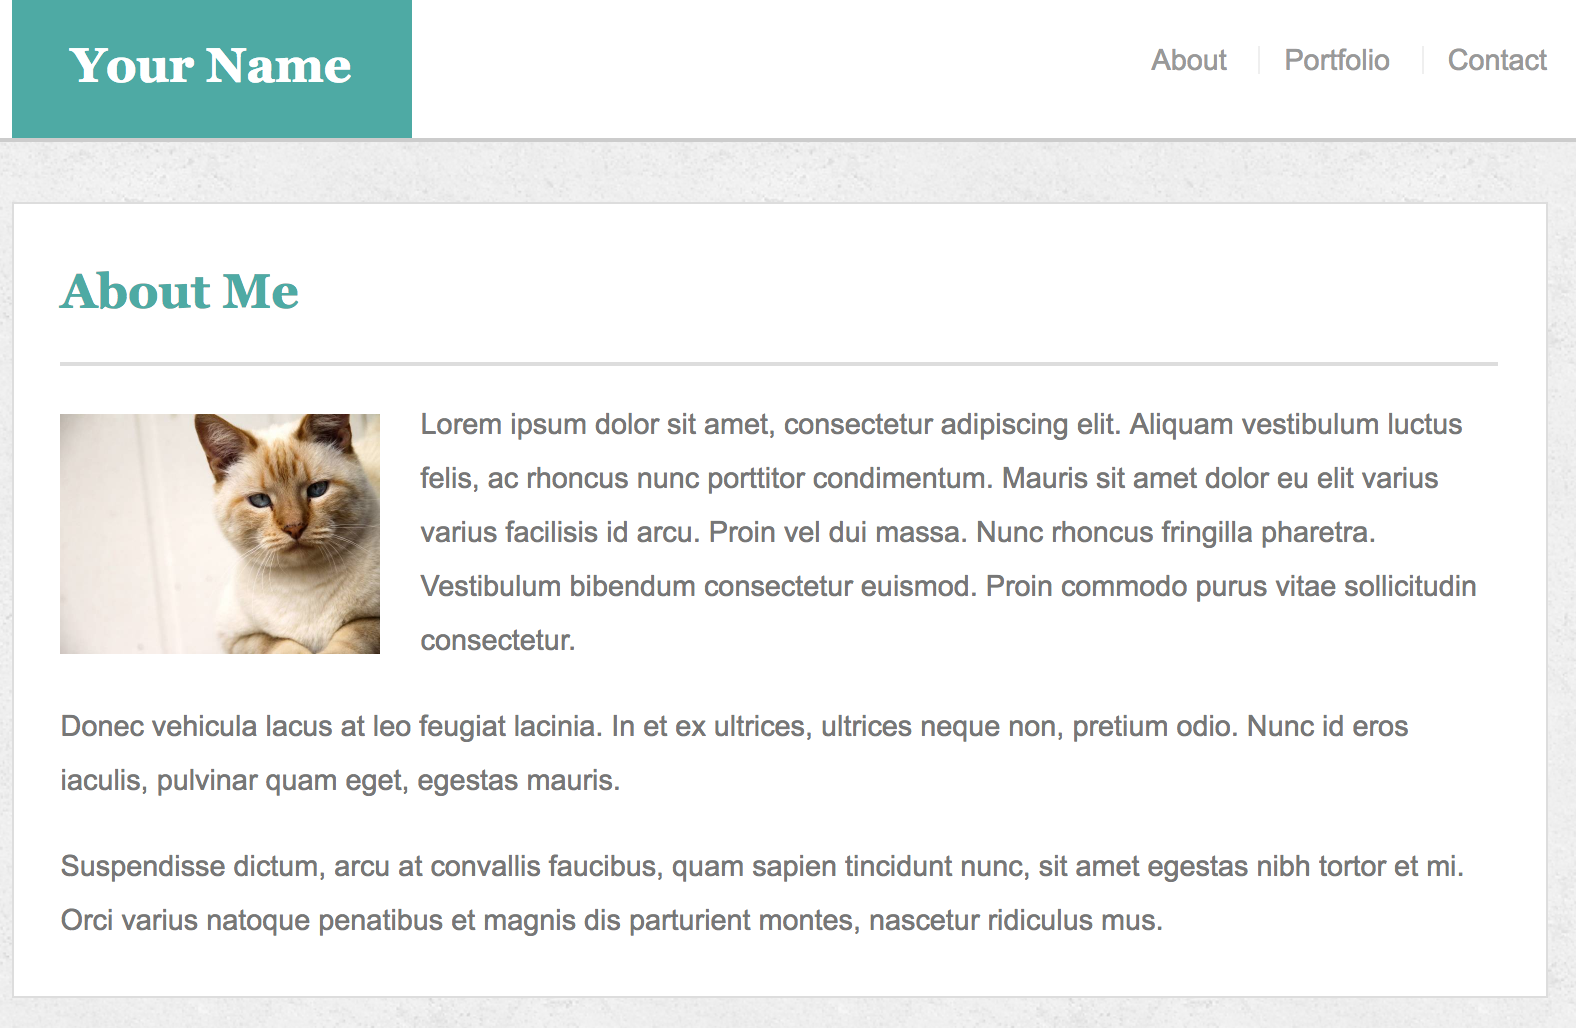 Your Name
About
Portfolio
Contact
About Me
Lorem ipsum dolor sit amet, consectetur adipiscing elit. Aliquam vestibulum luctus
felis, ac rhoncus nunc porttitor condimentum. Mauris sit amet dolor eu elit varius
varius facilisis id arcu. Proin vel dui massa. Nunc rhoncus fringilla pharetra.
Vestibulum bibendum consectetur euismod. Proin commodo purus vitae sollicitudin
consectetur.
Donec vehicula lacus at leo feugiat lacinia. In et ex ultrices, ultrices neque non, pretium odio. Nunc id eros
iaculis, pulvinar quam eget, egestas mauris.
Suspendisse dictum, arcu at convallis faucibus, quam sapien tincidunt nunc, sit amet egestas nibh tortor et mi.
Orci varius natoque penatibus et magnis dis parturient montes, nascetur ridiculus mus.